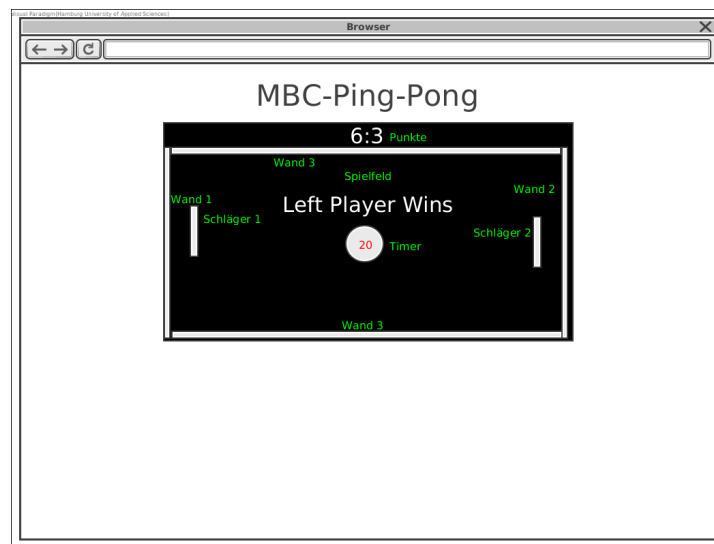 Visual Paradigm(Hamburg University of Applied Sciences)
Browser
MBC-Ping-Pong
6:3 Punkte
Wand 3
Spielfeld
Wand 2
Wand 1
Left Player Wins
Schläger 1
Schläger 2
20 Timer
Wand 3